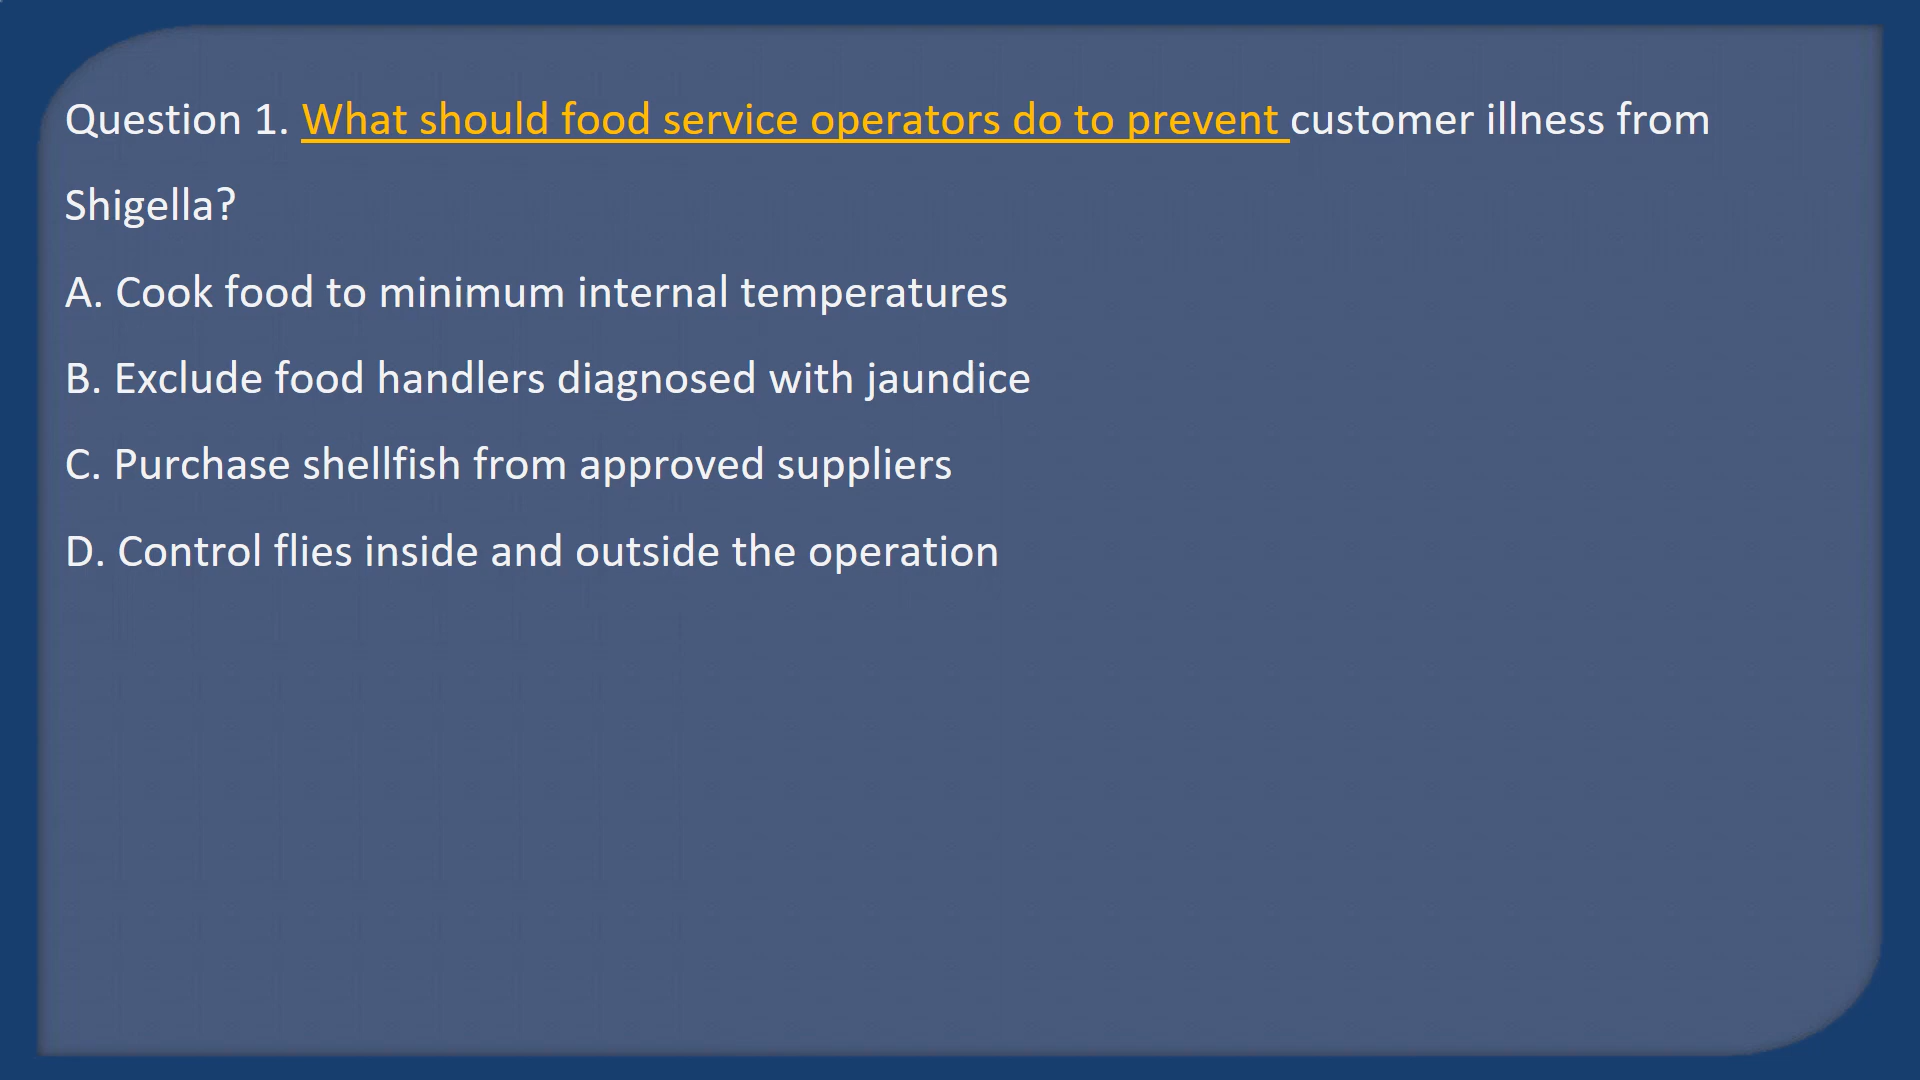 Question 1. What should food service operators do to prevent customer illness from
Shigella?
A. Cook food to minimum internal temperatures
B. Exclude food handlers diagnosed with jaundice
C. Purchase shellfish from approved suppliers
D. Control flies inside and outside the operation